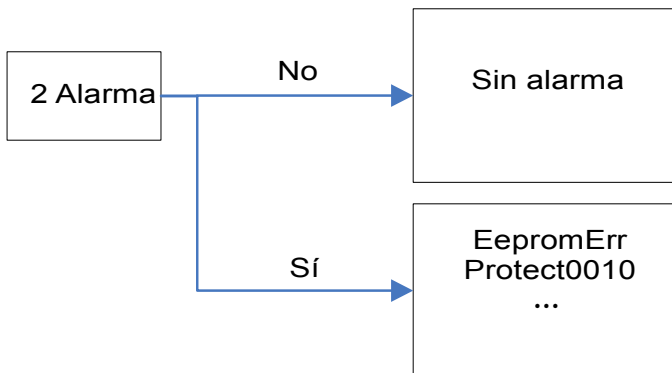 2 Alarma
No
Sin alarma
Sí
EepromErr
Protect0010
...